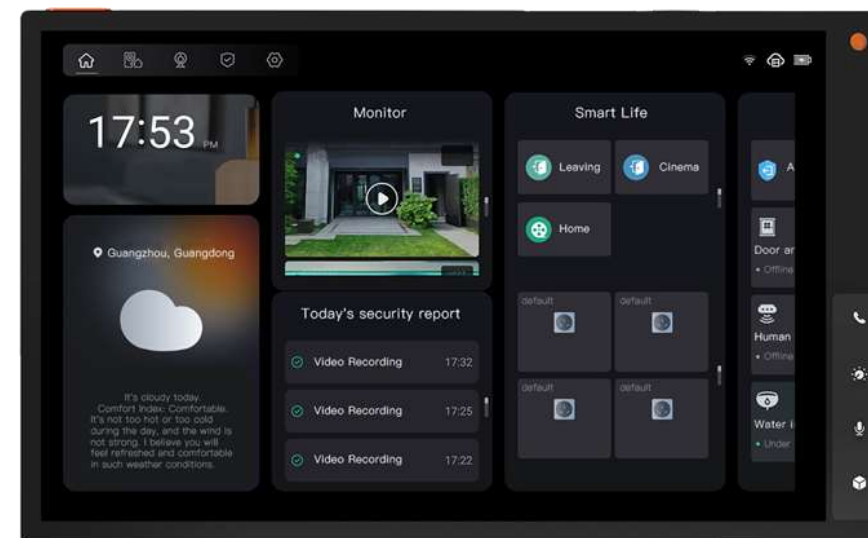 17:53 PM
Guangzhou, Guangdong
It's cloudy today.
Comfort Index: Comfortable.
It's not too hot or too cold
during the day, and the wind is
not strong. I believe you will
feel refreshed and comfortable
in such weather conditions.
Monitor
Today's security report
Video Recording 17:32
Video Recording 17:25
Video Recording 17:22
Smart Life
Leaving
Cinema
Home
default
default
default
default
A
Door ar
• Offline
Human
• Offline
Water i
• Under